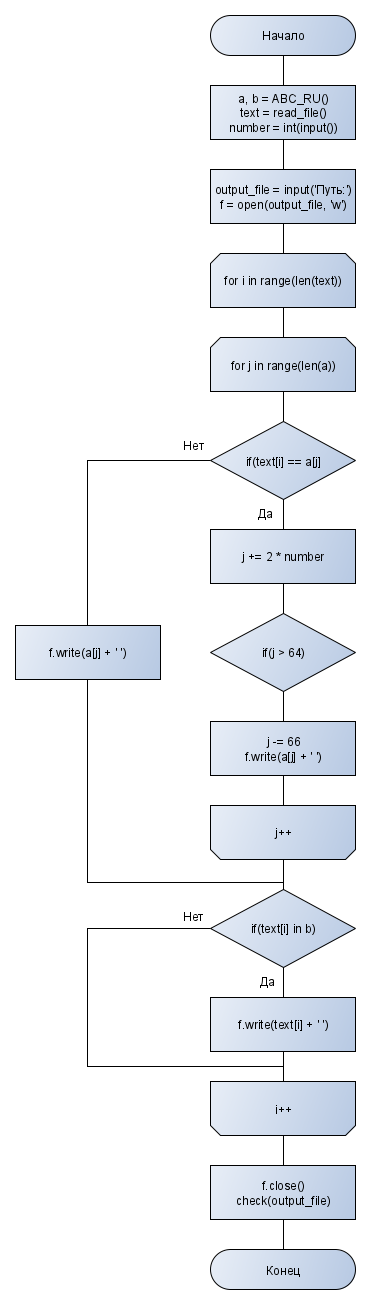 Начало
a, b = ABC_RU()
text = read_file()
number = int(input())
output_file = input('Путь:')
f = open(output_file, 'w')
for i in range(len(text))
for j in range(len(a))
Нет
if(text[i] == a[j]
Да
j += 2 * number
f.write(a[j] + ' ')
if(j > 64)
j -= 66
f.write(a[j] + ' ')
j++
Нет
if(text[i] in b)
Да
f.write(text[i] + ' ')
i++
f.close()
check(output_file)
Конец